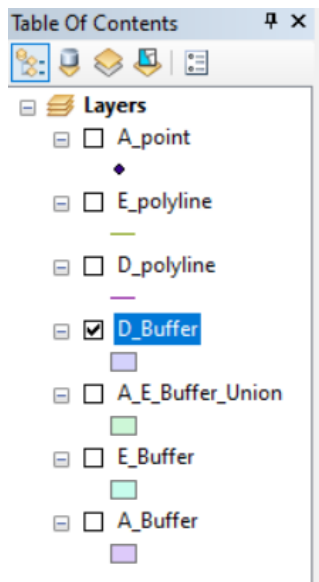 Table Of Contents
Layers
A_point
E_polyline
D_polyline
D_Buffer
A_E_Buffer_Union
E_Buffer
A_Buffer